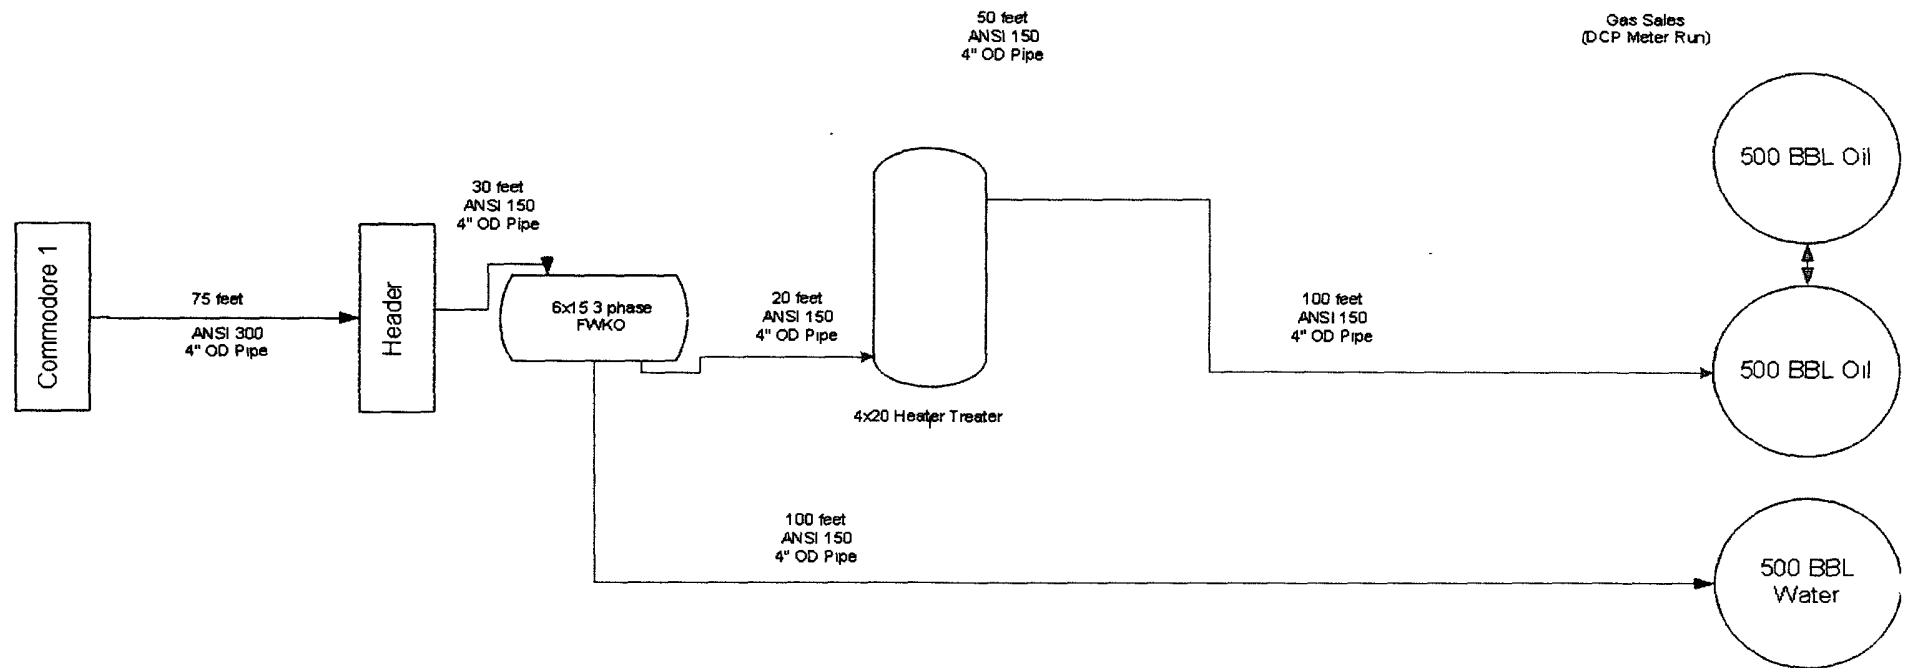 50 feet
ANSI 150
4" OD Pipe
Gas Sales
(DCP Meter Run)
500 BBL Oil
30 feet
ANSI 150
4" OD Pipe
Commodore 1
75 feet
ANSI 300
4" OD Pipe
Header
6x15 3 phase
FWKO
20 feet
ANSI 150
4" OD Pipe
4x20 Heater Treater
100 feet
ANSI 150
4" OD Pipe
500 BBL Oil
100 feet
ANSI 150
4" OD Pipe
500 BBL
Water